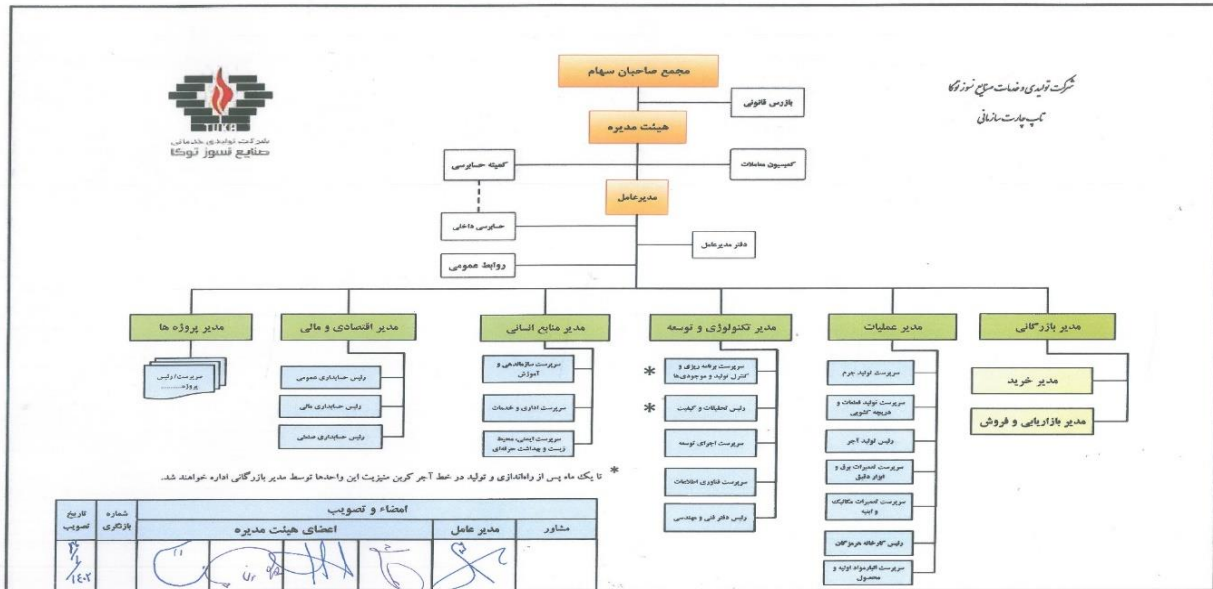 شرکت تولیدی و خدمات صنایع نسوز توکا
تاپ چارت سازمانی
TUKA
شرکت تولیدی خدماتی
صنایع نسوز توکا
مجمع صاحبان سهام
بازرس قانونی
هیئت مدیره
کمیسیون معاملات
کمیته حسابرسی
مدیرعامل
حسابرسی داخلی
دفتر مدیرعامل
روابط عمومی
مدیر بازرگانی
مدیر خرید
مدیر بازاریابی و فروش
مدیر عملیات
سرپرست تولید جرم
سرپرست تولید قطعات و
دریچه کشویی
رئیس تولید آجر
سرپرست تعمیرات برق و
ابزار دقیق
سرپرست تعمیرات مکانیک
و ابنیه
رئیس کارخانه هرمزگان
سرپرست انبارمواد اولیه و
محصول
مدیر تکنولوژی و توسعه
* سرپرست برنامه ریزی و
کنترل تولید و موجودی‌ها
* رئیس تحقیقات و کیفیت
سرپرست اجرای توسعه
سرپرست فناوری اطلاعات
رئیس دفتر فنی و مهندسی
مدیر منابع انسانی
سرپرست سازماندهی و
آموزش
سرپرست اداری و خدمات
سرپرست ایمنی، محیط
زیست و بهداشت حرفه‌ای
مدیر اقتصادی و مالی
رئیس حسابداری عمومی
رئیس حسابداری مالی
رئیس حسابداری صنعتی
مدیر پروژه ها
سرپرست/رئیس
پروژه..........
* تا یک ماه پس از راه‌اندازی و تولید در خط آجر کربن منیزیت این واحدها توسط مدیر بازرگانی اداره خواهند شد.
امضاء و تصویب
مشاور
مدیر عامل
اعضای هیئت مدیره
شماره
بازنگری
تاریخ
تصویب